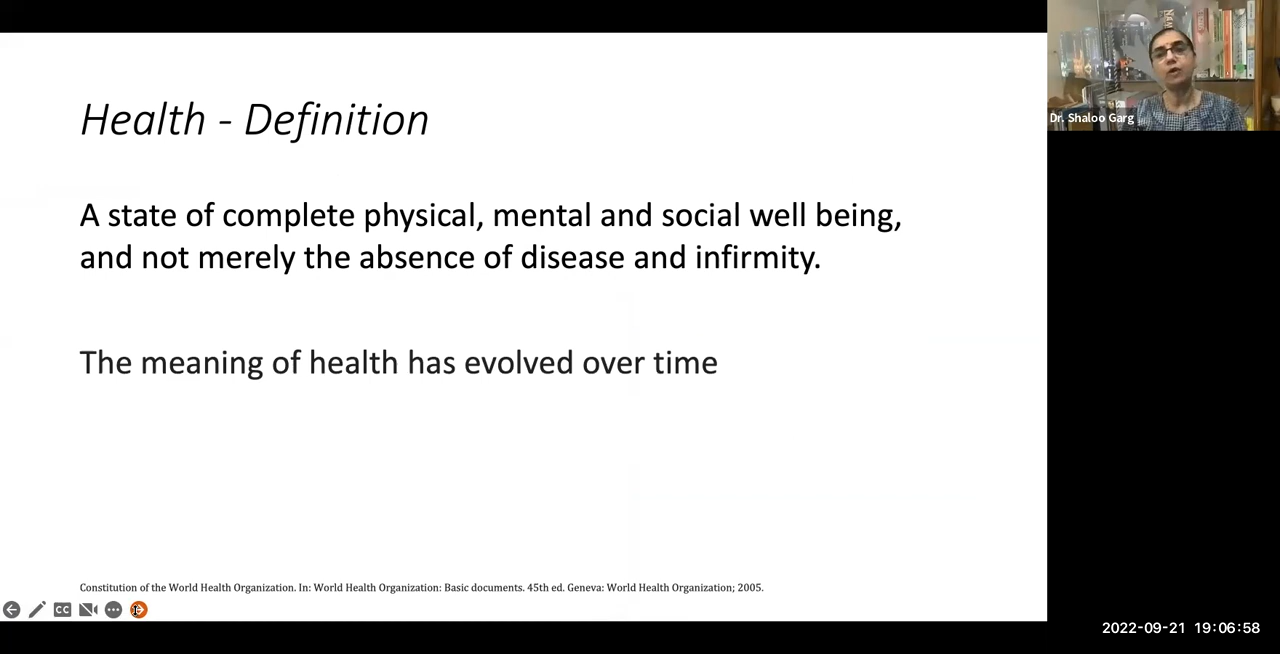 Health - Definition
A state of complete physical, mental and social well being,
and not merely the absence of disease and infirmity.
The meaning of health has evolved over time
Constitution of the World Health Organization. In: World Health Organization: Basic documents. 45th ed. Geneva: World Health Organization; 2005.
CC
Dr. Shaloo Garg
2022-09-21 19:06:58